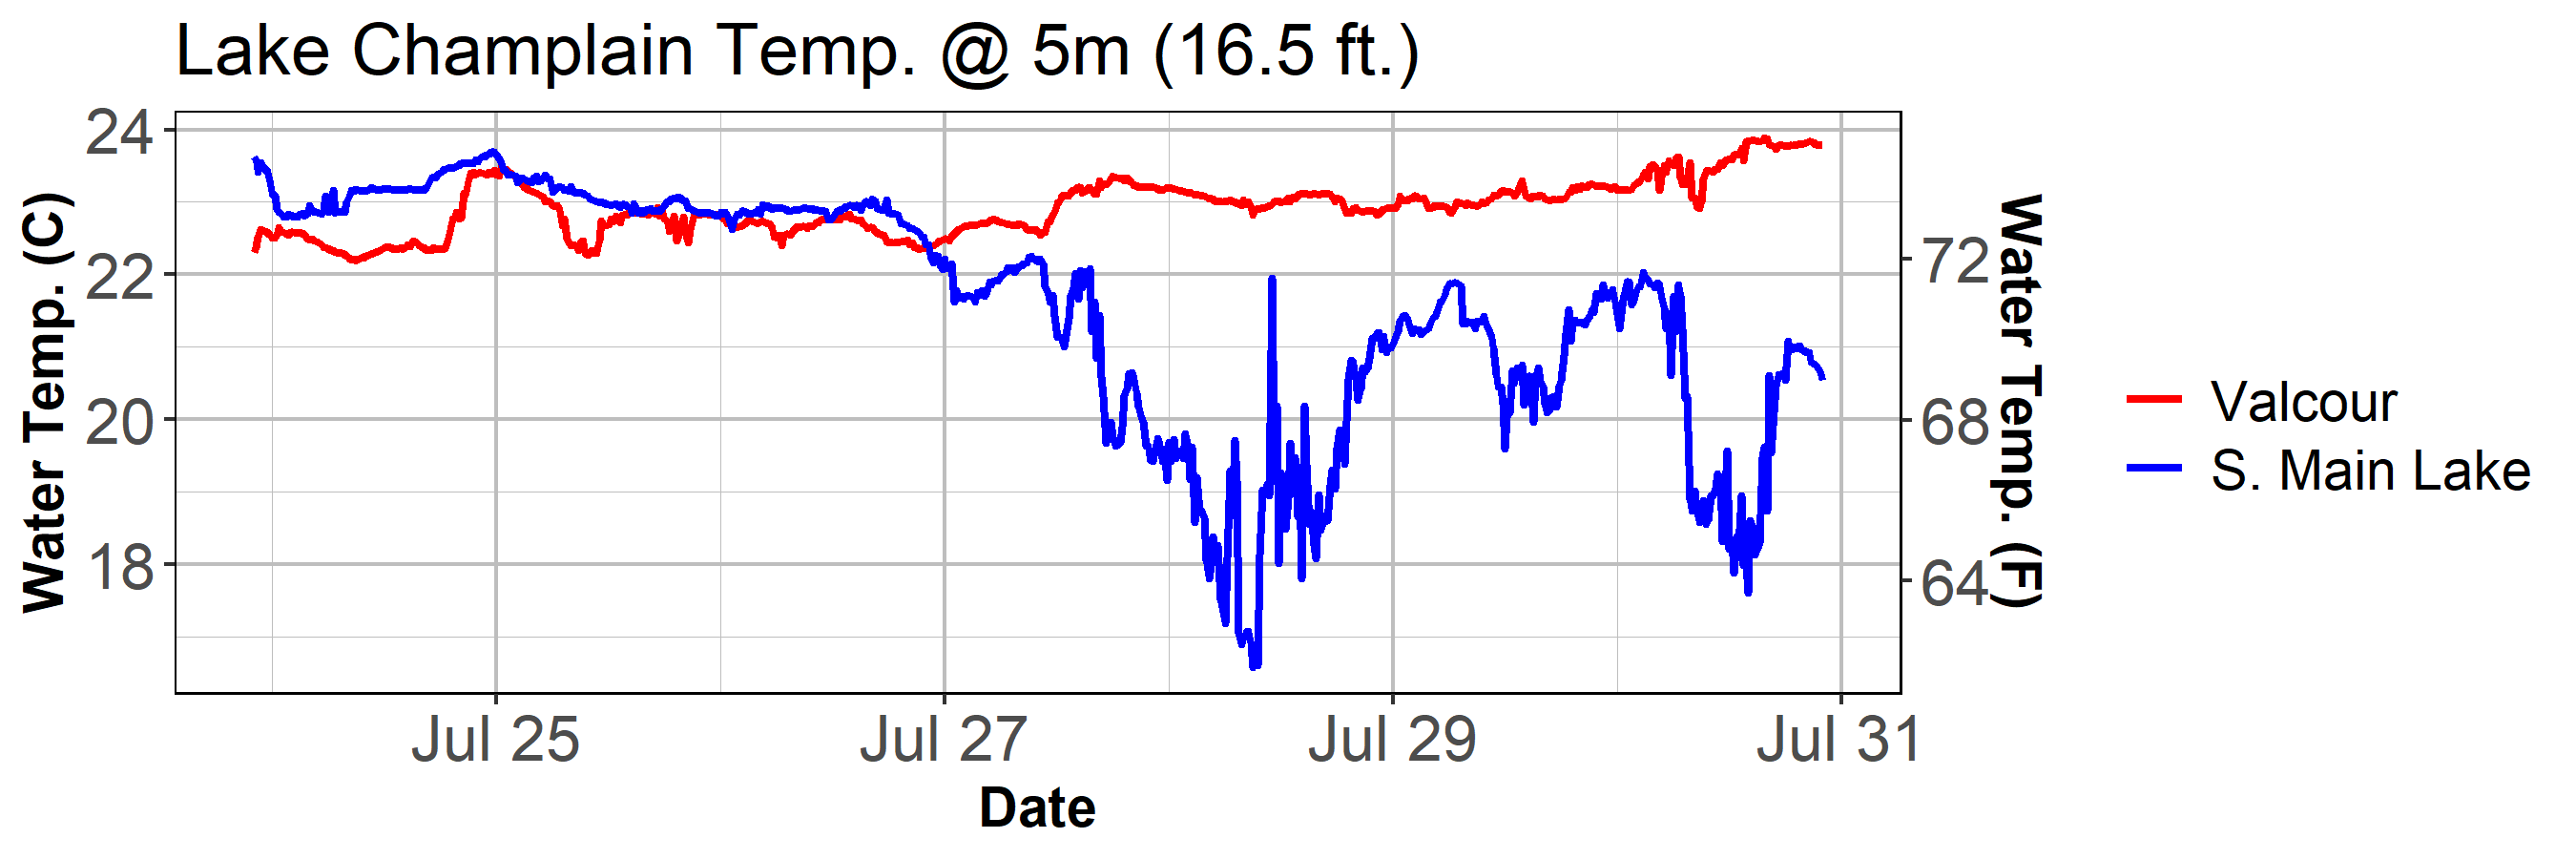 Lake Champlain Temp. @ 5m (16.5 ft.)
Water Temp. (C)
24
22
20
18
72
68
64
Water Temp. (F)
Jul 25 Jul 27 Jul 29 Jul 31
Date
Valcour
S. Main Lake